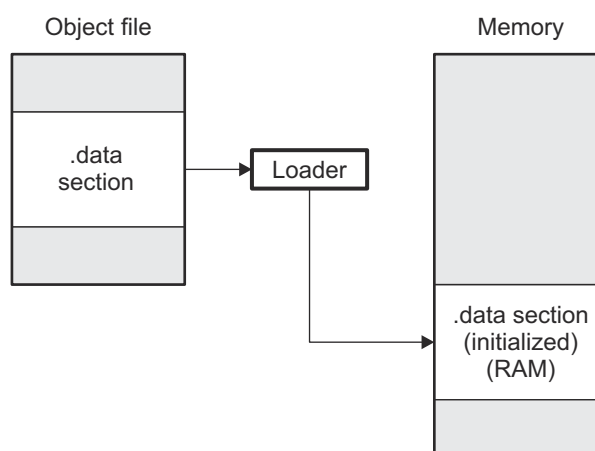 Object file
Memory
.data
section
Loader
.data section
(initialized)
(RAM)